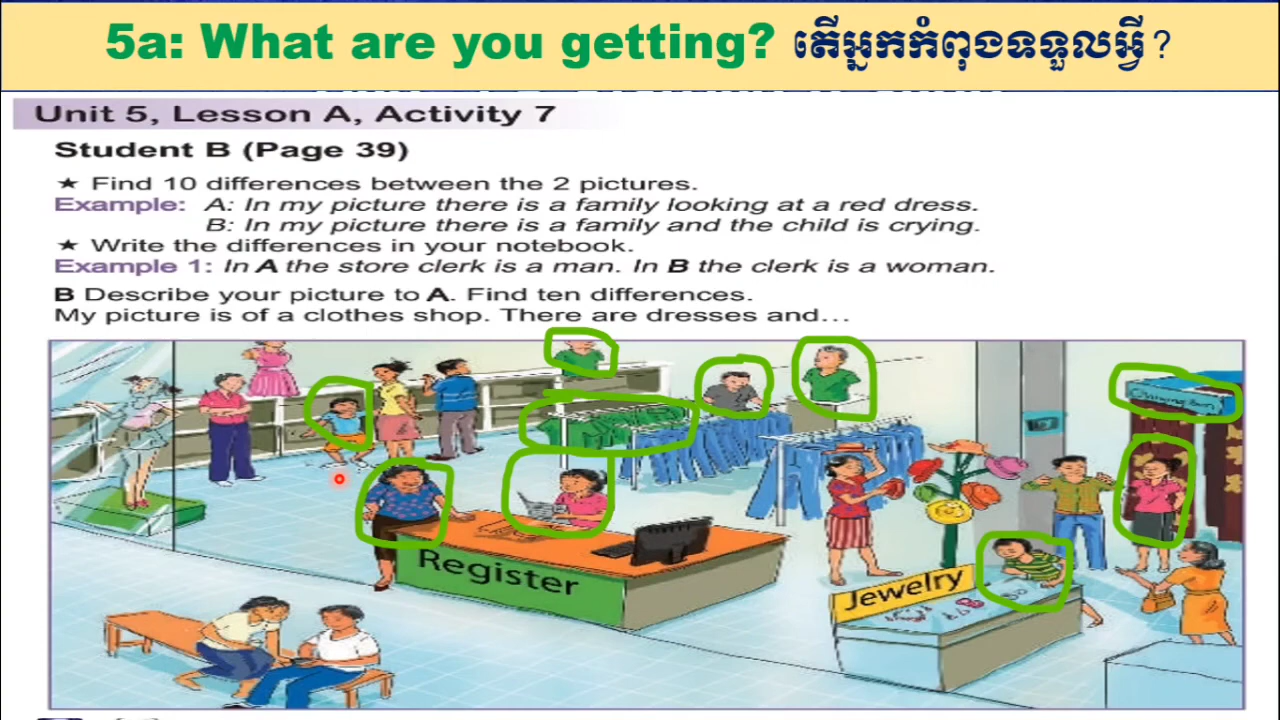 5a: What are you getting? តើអ្នកកំពុងទទួលអ្វី?
Unit 5, Lesson A, Activity 7
Student B (Page 39)
★ Find 10 differences between the 2 pictures.
Example: A: In my picture there is a family looking at a red dress.
B: In my picture there is a family and the child is crying.
★ Write the differences in your notebook.
Example 1: In A the store clerk is a man. In B the clerk is a woman.
B Describe your picture to A. Find ten differences.
My picture is of a clothes shop. There are dresses and...
Register
Jewelry